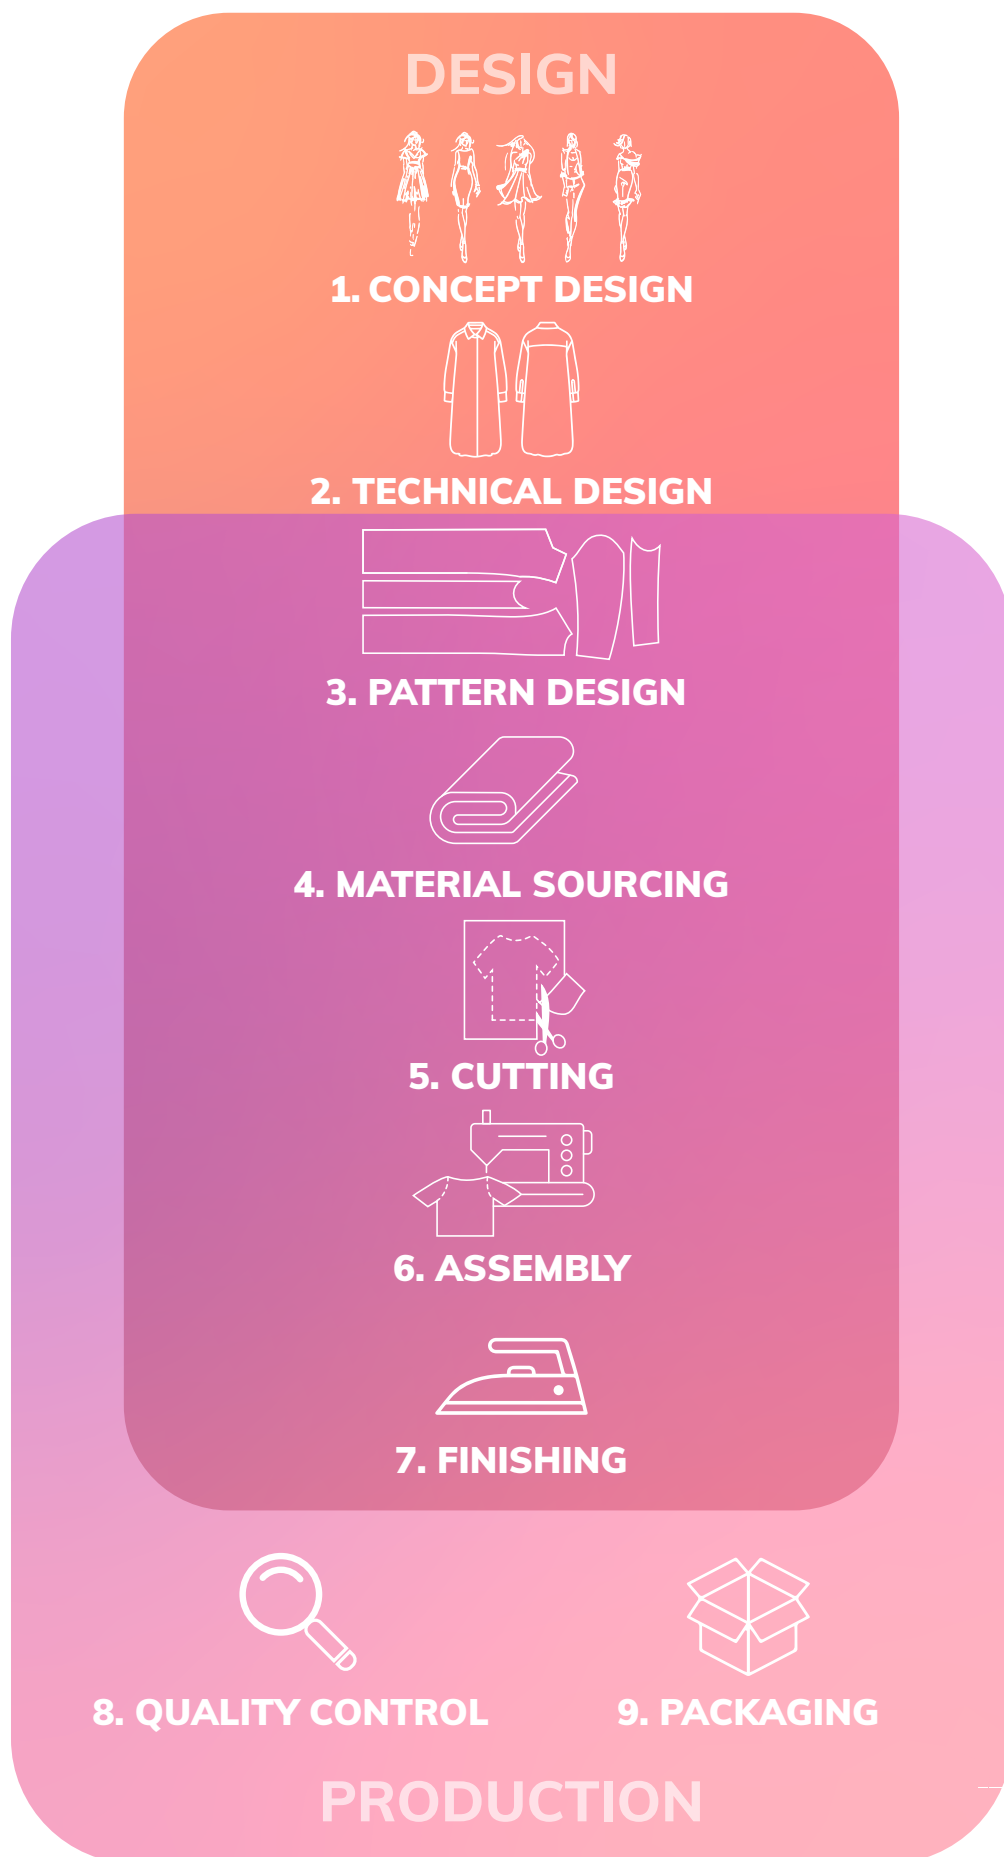 DESIGN
1. CONCEPT DESIGN
2. TECHNICAL DESIGN
3. PATTERN DESIGN
4. MATERIAL SOURCING
5. CUTTING
6. ASSEMBLY
7. FINISHING
8. QUALITY CONTROL
9. PACKAGING
PRODUCTION